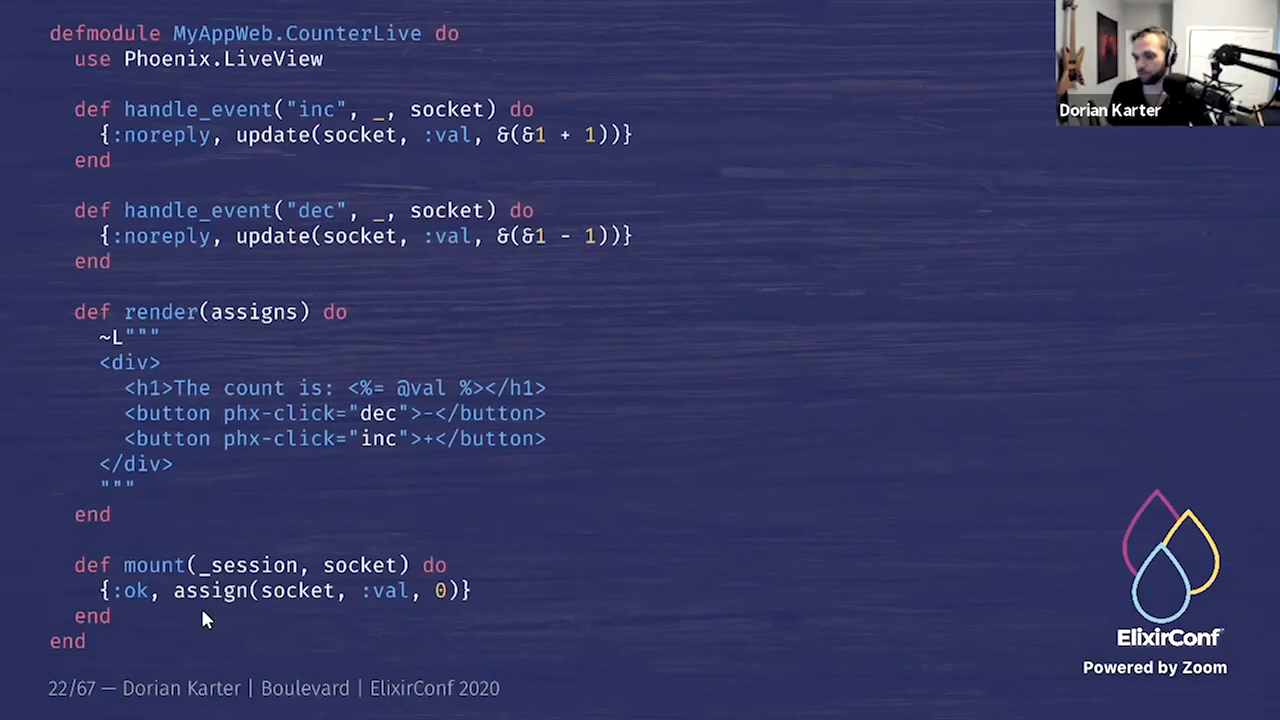 defmodule MyAppWeb.CounterLive do
  use Phoenix.LiveView

  def handle_event("inc", _, socket) do
    {:noreply, update(socket, :val, &(&1 + 1))}
  end

  def handle_event("dec", _, socket) do
    {:noreply, update(socket, :val, &(&1 - 1))}
  end

  def render(assigns) do
    ~L"""
    <div>
      <h1>The count is: <%= @val %></h1>
      <button phx-click="dec">-</button>
      <button phx-click="inc">+</button>
    </div>
    """
  end

  def mount(_session, socket) do
    {:ok, assign(socket, :val, 0)}
  end
end
22/67 — Dorian Karter | Boulevard | ElixirConf 2020
Dorian Karter
ElixirConf™
Powered by Zoom